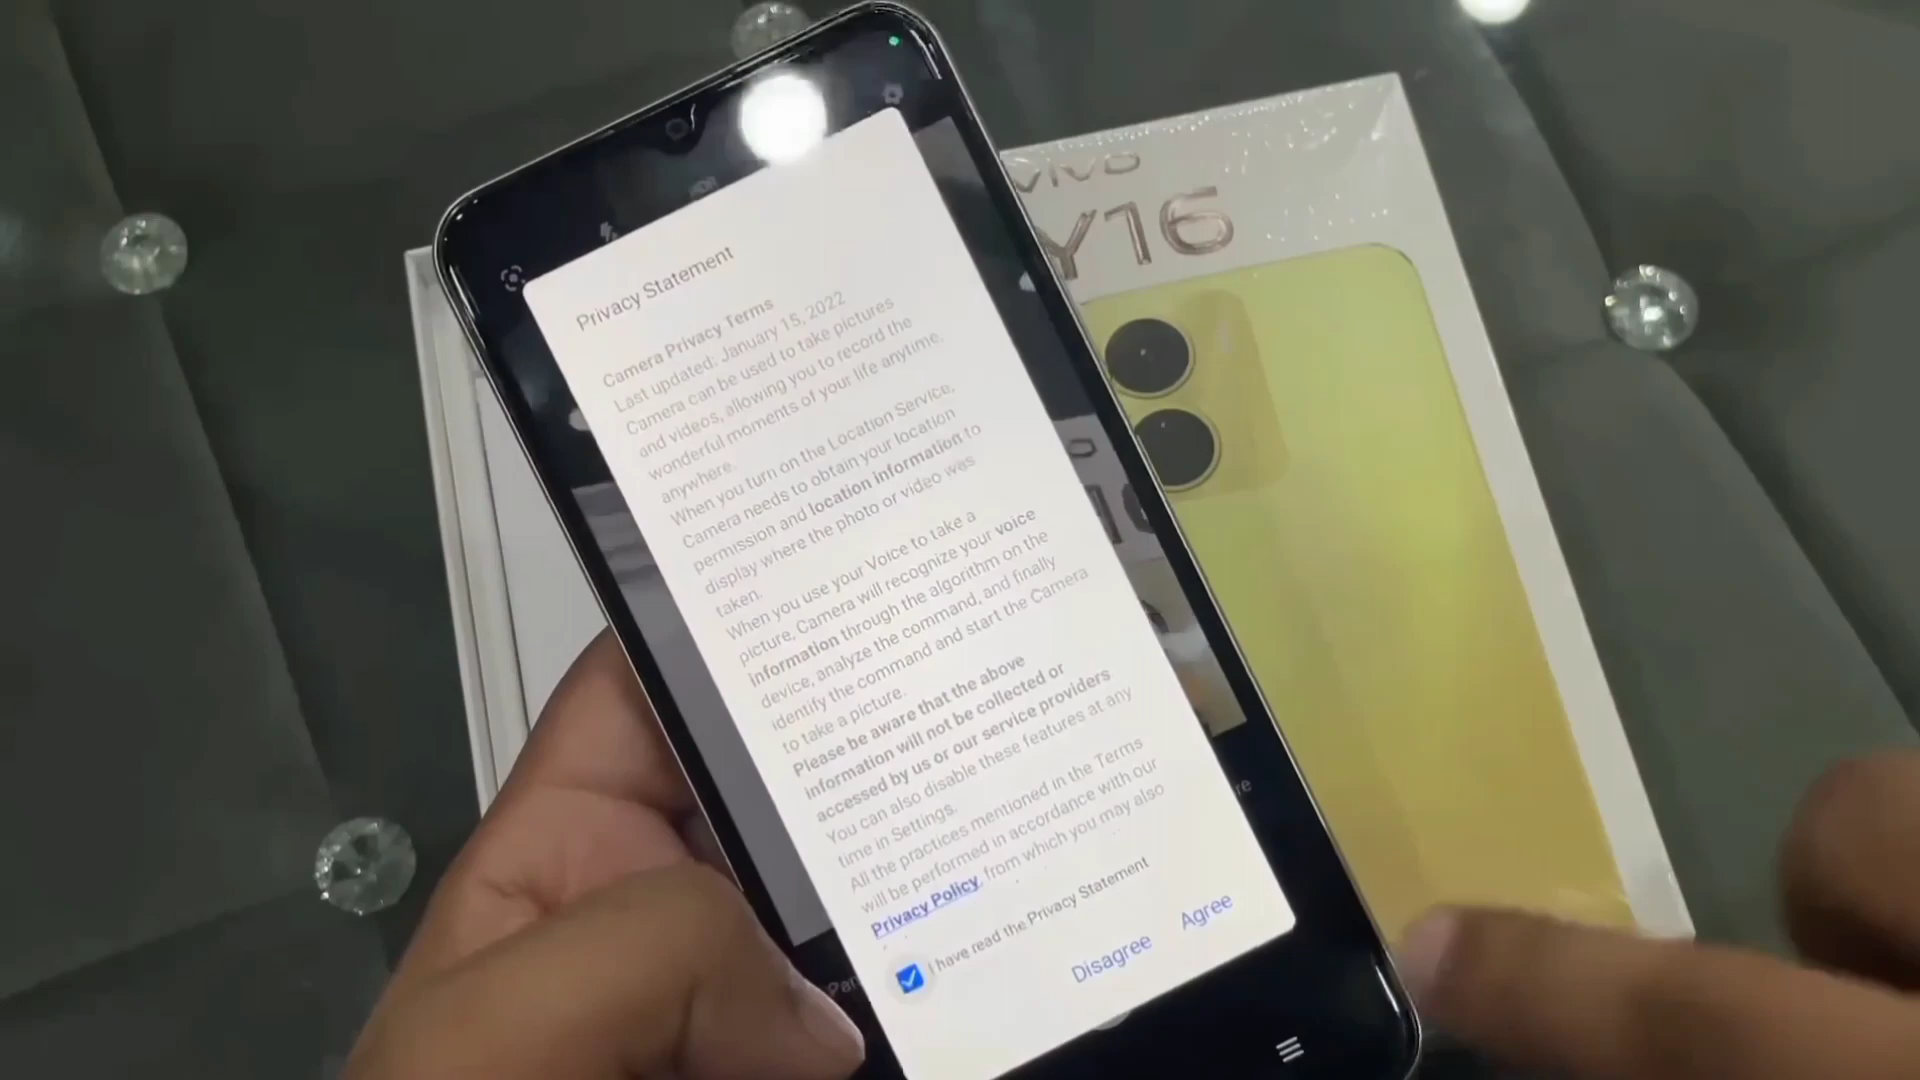 vivo
Y16
HDR
Privacy Statement
Camera Privacy Terms
Last updated: January 15, 2022
Camera can be used to take pictures
and videos, allowing you to record the
wonderful moments of your life anytime,
anywhere.
When you turn on the Location Service,
Camera needs to obtain your location
permission and location information to
display where the photo or video was
taken.
When you use your Voice to take a
picture, Camera will recognize your voice
information through the algorithm on the
device, analyze the command, and finally
identify the command and start the Camera
to take a picture.
Please be aware that the above
information will not be collected or
accessed by us or our service providers
You can also disable these features at any
time in Settings.
All the practices mentioned in the Terms
will be performed in accordance with our
Privacy Policy, from which you may also
I have read the Privacy Statement
Disagree Agree